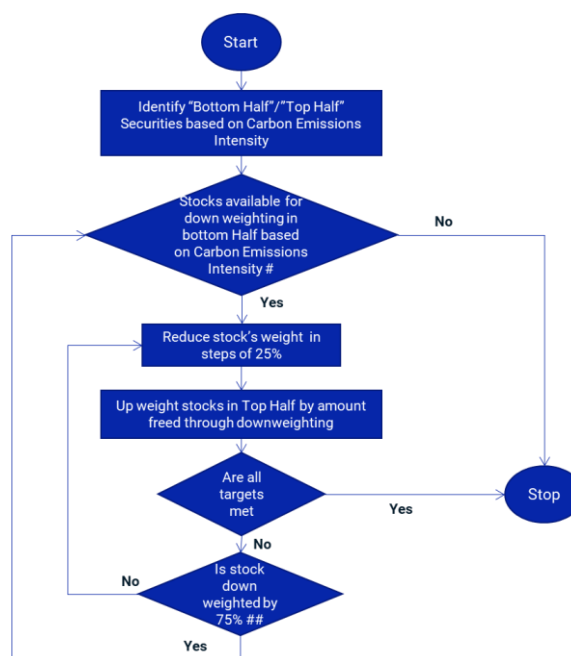 Start
Identify “Bottom Half”/”Top Half”
Securities based on Carbon Emissions
Intensity
Stocks available for
down weighting in
bottom Half based
on Carbon Emissions
Intensity #
No
Yes
Reduce stock’s weight in
steps of 25%
Up weight stocks in Top Half by amount
freed through downweighting
Are all
targets
met
Yes
Stop
No
Is stock
down
weighted by
75% ##
No
Yes